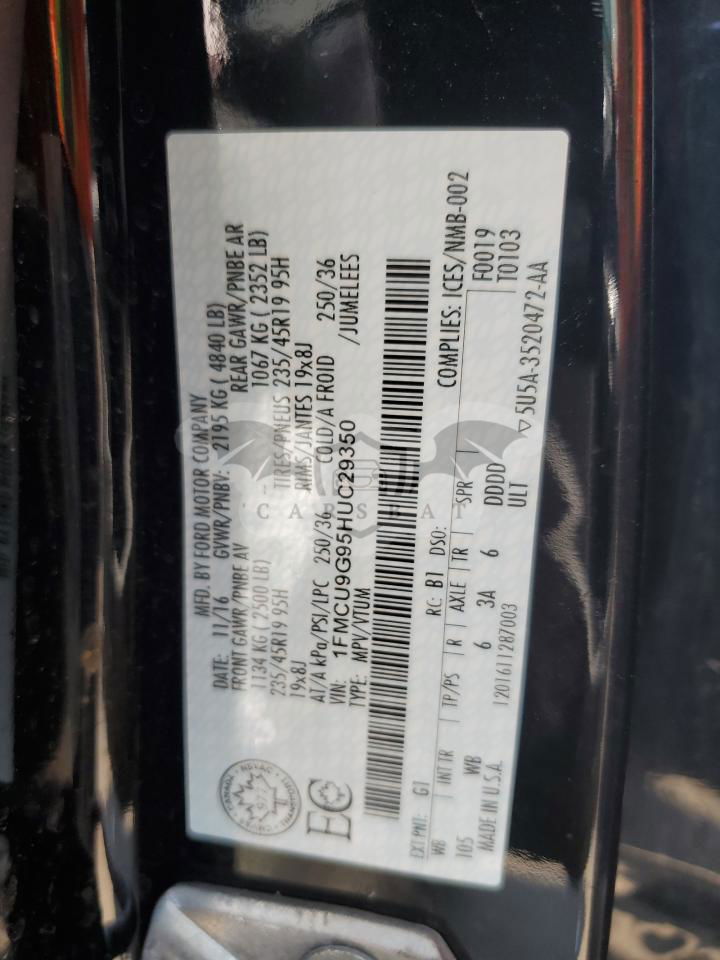 MFD. BY FORD MOTOR COMPANY
DATE: 11/16 GVWR/PNBV: 2195 KG ( 4840 LB)
FRONT GAWR/PNBE AV REAR GAWR/PNBE AR
1134 KG ( 2500 LB) 1067 KG ( 2352 LB)
235/45R19 95H TIRES/PNEUS 235/45R19 95H
19x8J RIMS/JANTES 19x8J
AT/A kPa/PSI/LPC 250/36 COLD/A FROID 250/36
VIN: 1FMCU9G95HUC29350 /JUMELEES
TYPE: MPV/VTUM
EC
CARSBAT
COMPLIES: ICES/NMB-002
EXT PNT: G1 RC: B1 DSO:
WB INT TR TP/PS R AXLE TR SPR F0019
105 WB 6 3A 6 DDDD T0103
MADE IN U.S.A. 1201611287003 ULT
▽5U5A-3520472-AA